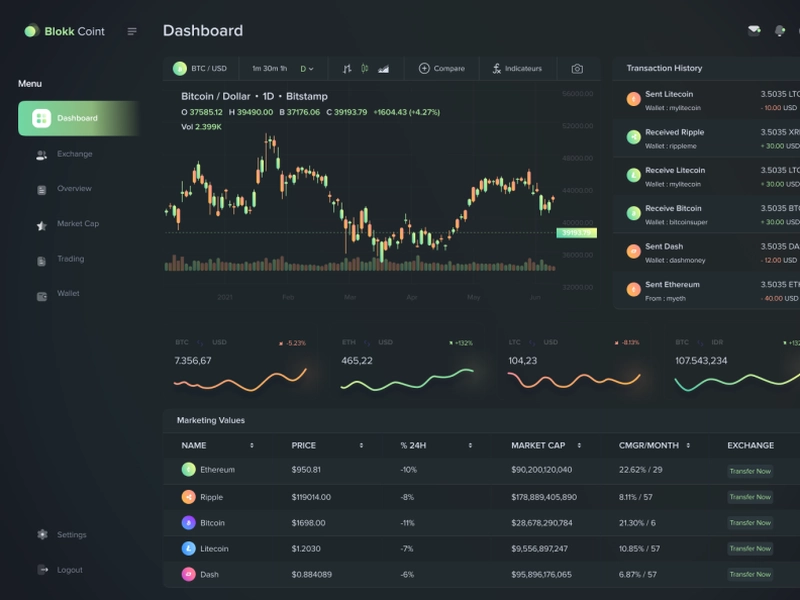 Blokk Coint
Dashboard
Menu
Dashboard
Exchange
Overview
Market Cap
Trading
Wallet
Settings
Logout
BTC / USD
1m 30m 1h
D
Compare
Indicateurs
Bitcoin / Dollar • 1D • Bitstamp
O 37585.12 H 39490.00 B 37176.06 C 39193.79 +1604.43 (+4.27%)
Vol 2.399K
52000.00
48000.00
44000.00
40000.00
39193.79
36000.00
32000.00
2021
Feb
Mar
Apr
May
Jun
Transaction History
Sent Litecoin
3.5035 LTC
Wallet : mylitecoin
- 10.00 USD
Received Ripple
3.5035 XR
Wallet : rippleme
+ 30.00 USD
Receive Litecoin
3.5035 LTC
Wallet : mylitecoin
+ 30.00 USD
Receive Bitcoin
3.5035 BT
Wallet : bitcoinsuper
+ 30.00 USD
Sent Dash
3.5035 DA
Wallet : dashmoney
- 12.00 USD
Sent Ethereum
3.5035 ET
From : myeth
- 40.00 USD
BTC USD -5.23%
7.356,67
ETH USD +132%
465,22
LTC USD -8.13%
104,23
BTC IDR +132
107.543,234
Marketing Values
NAME PRICE % 24H MARKET CAP CMGR/MONTH EXCHANGE
Ethereum $950.81 -10% $90,200,120,040 22.62% / 29 Transfer Now
Ripple $119014.00 -8% $178,889,405,890 8.11% / 57 Transfer Now
Bitcoin $1698.00 -11% $28,678,290,784 21.30% / 6 Transfer Now
Litecoin $1.2030 -7% $9,556,897,247 10.85% / 57 Transfer Now
Dash $0.884089 -6% $95,896,176,065 6.87% / 57 Transfer Now